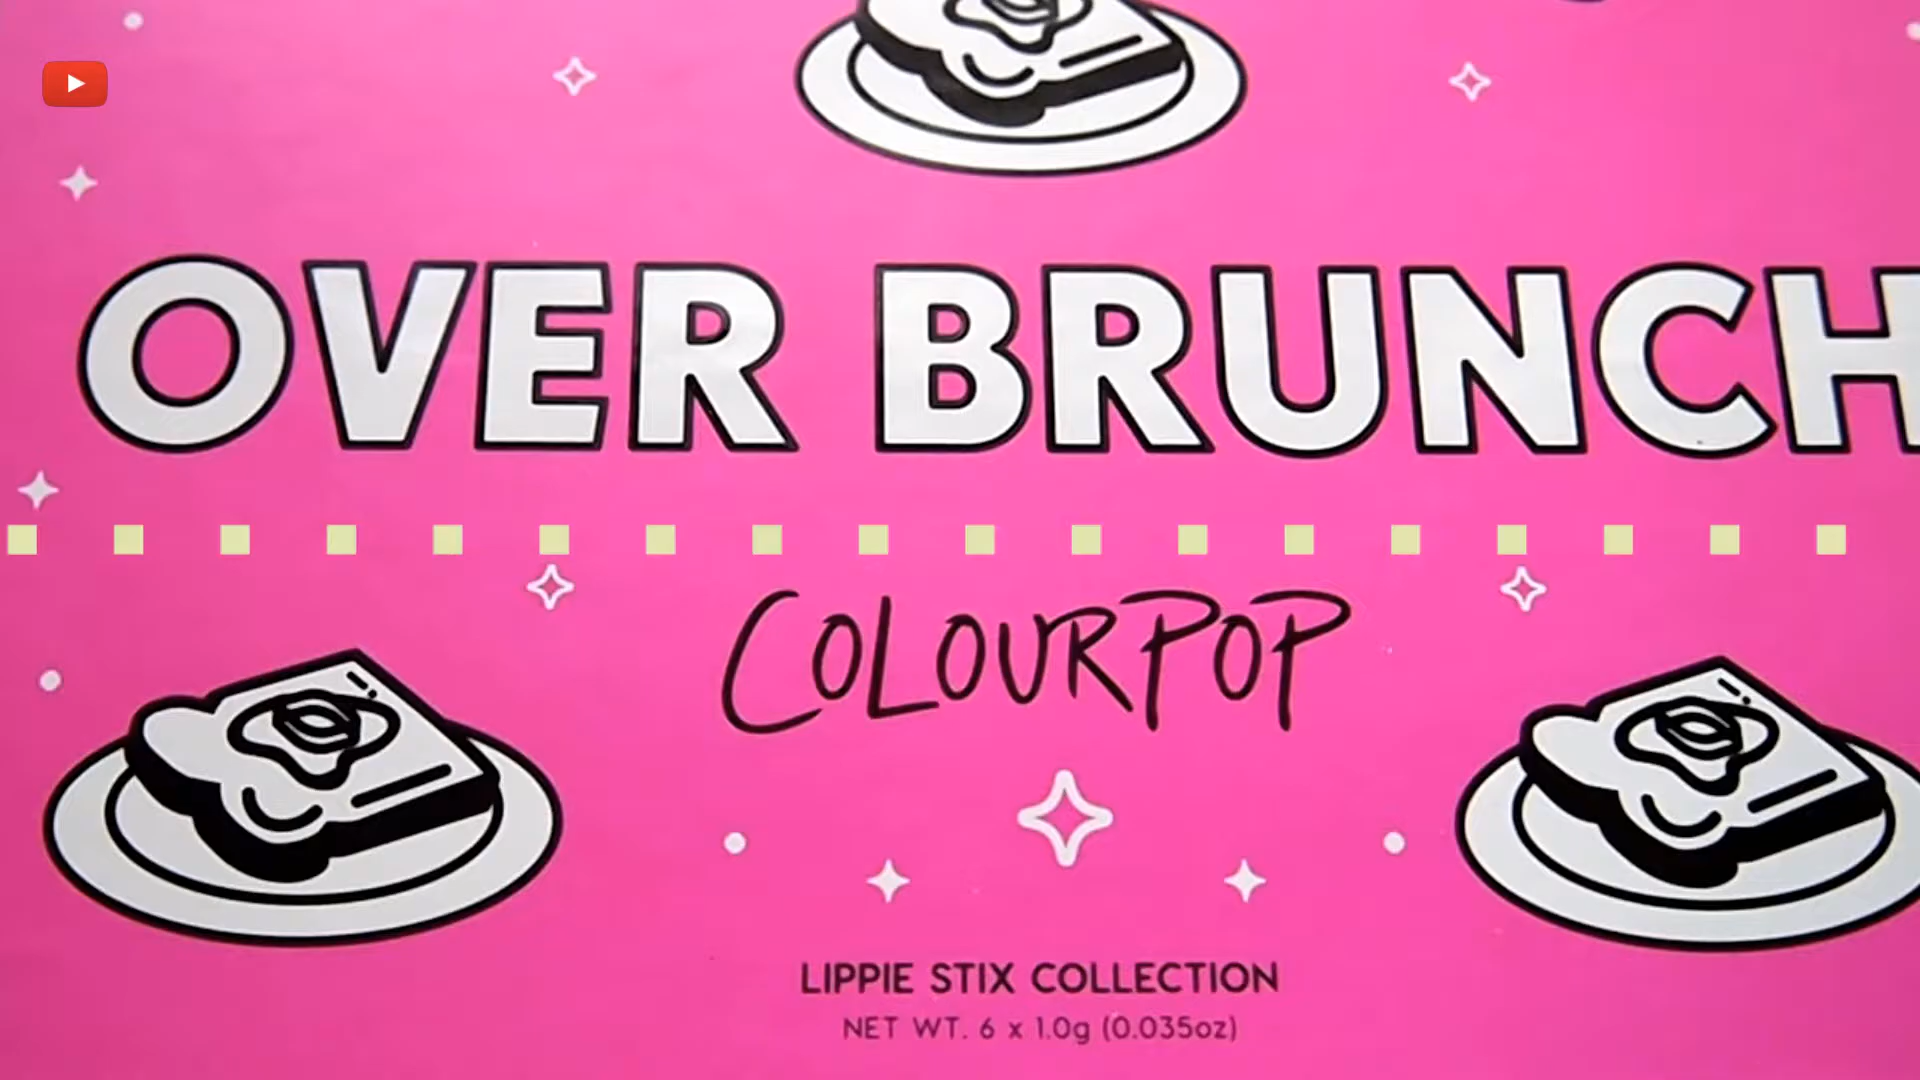 OVER BRUNCH
COLOURPOP
LIPPIE STIX COLLECTION
NET WT. 6 x 1.0g (0.035oz)